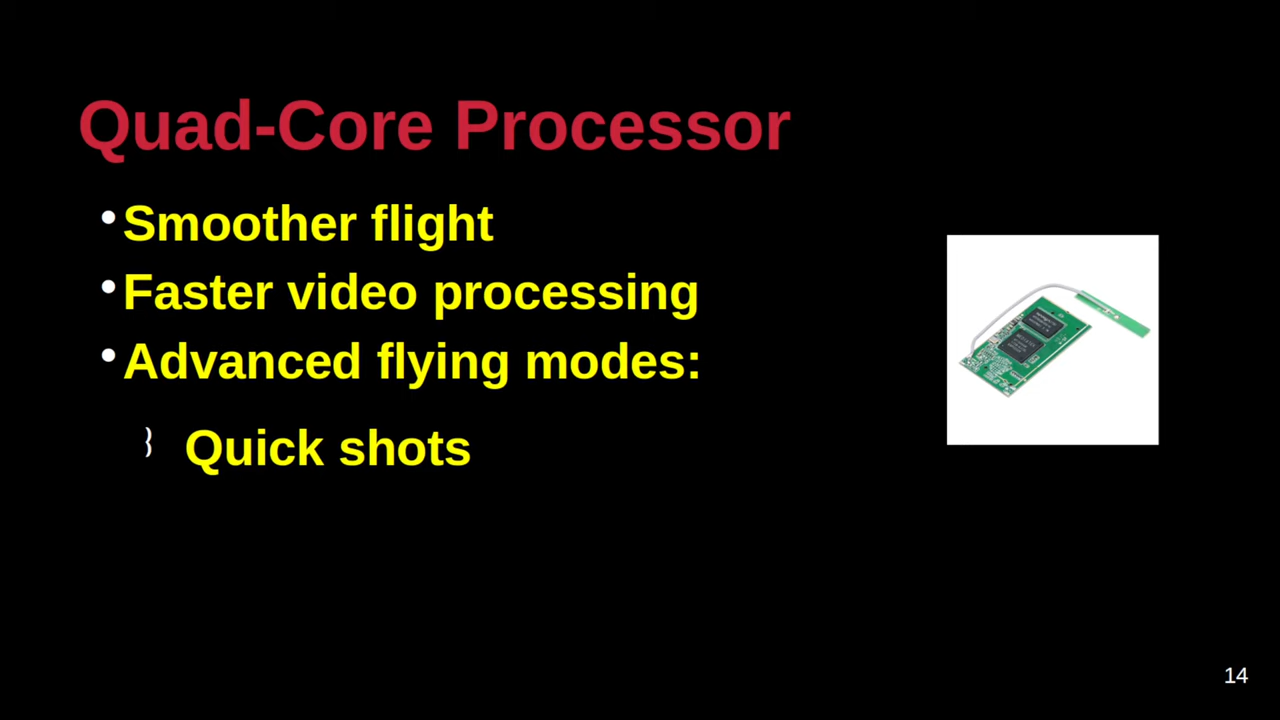 Quad-Core Processor
•Smoother flight
•Faster video processing
•Advanced flying modes:
Quick shots
14